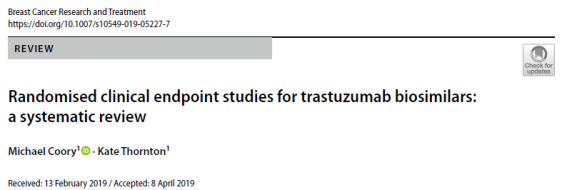 Breast Cancer Research and Treatment
https://doi.org/10.1007/s10549-019-05227-7
REVIEW
Check for
updates
Randomised clinical endpoint studies for trastuzumab biosimilars:
a systematic review
Michael Coory¹ · Kate Thornton¹
Received: 13 February 2019 / Accepted: 8 April 2019